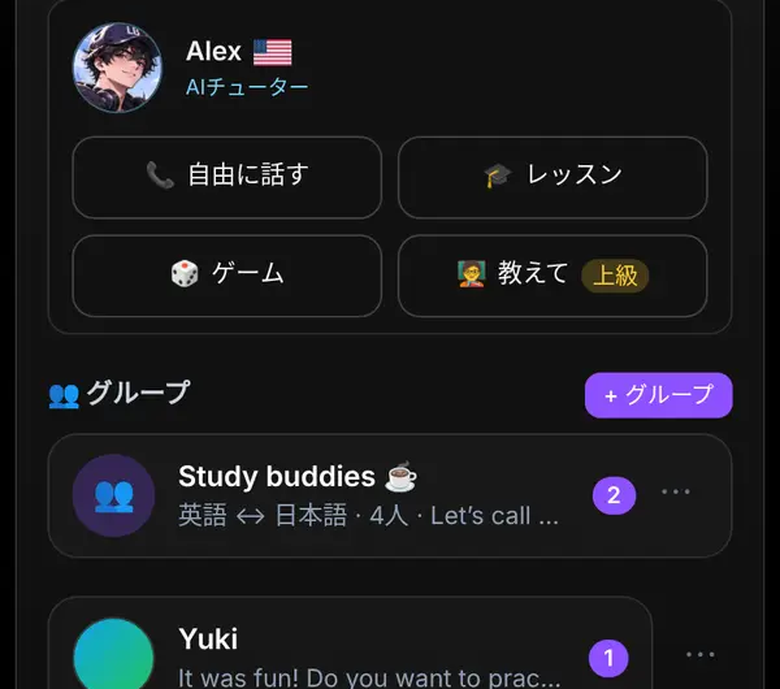 LB
Alex
AIチューター
自由に話す
レッスン
ゲーム
教えて 上級
グループ
+ グループ
Study buddies
2
英語 ↔ 日本語 · 4人 · Let’s call ...
Yuki
1
It was fun! Do you want to prac...